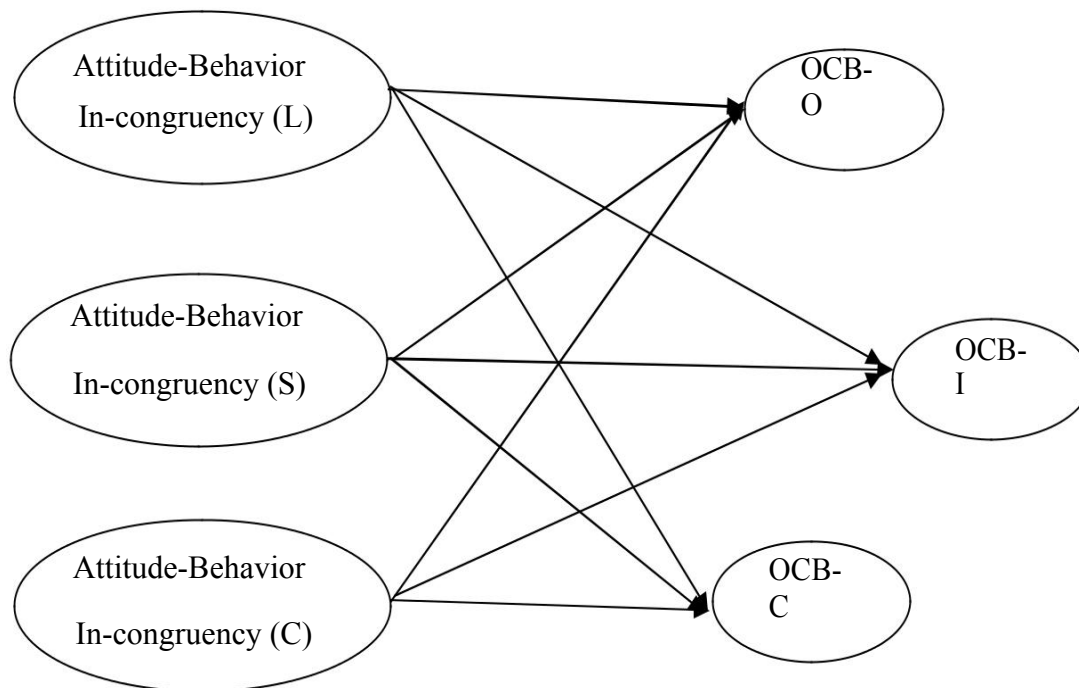 Attitude-Behavior
In-congruency (L)
OCB-
O
Attitude-Behavior
In-congruency (S)
OCB-
I
Attitude-Behavior
In-congruency (C)
OCB-
C